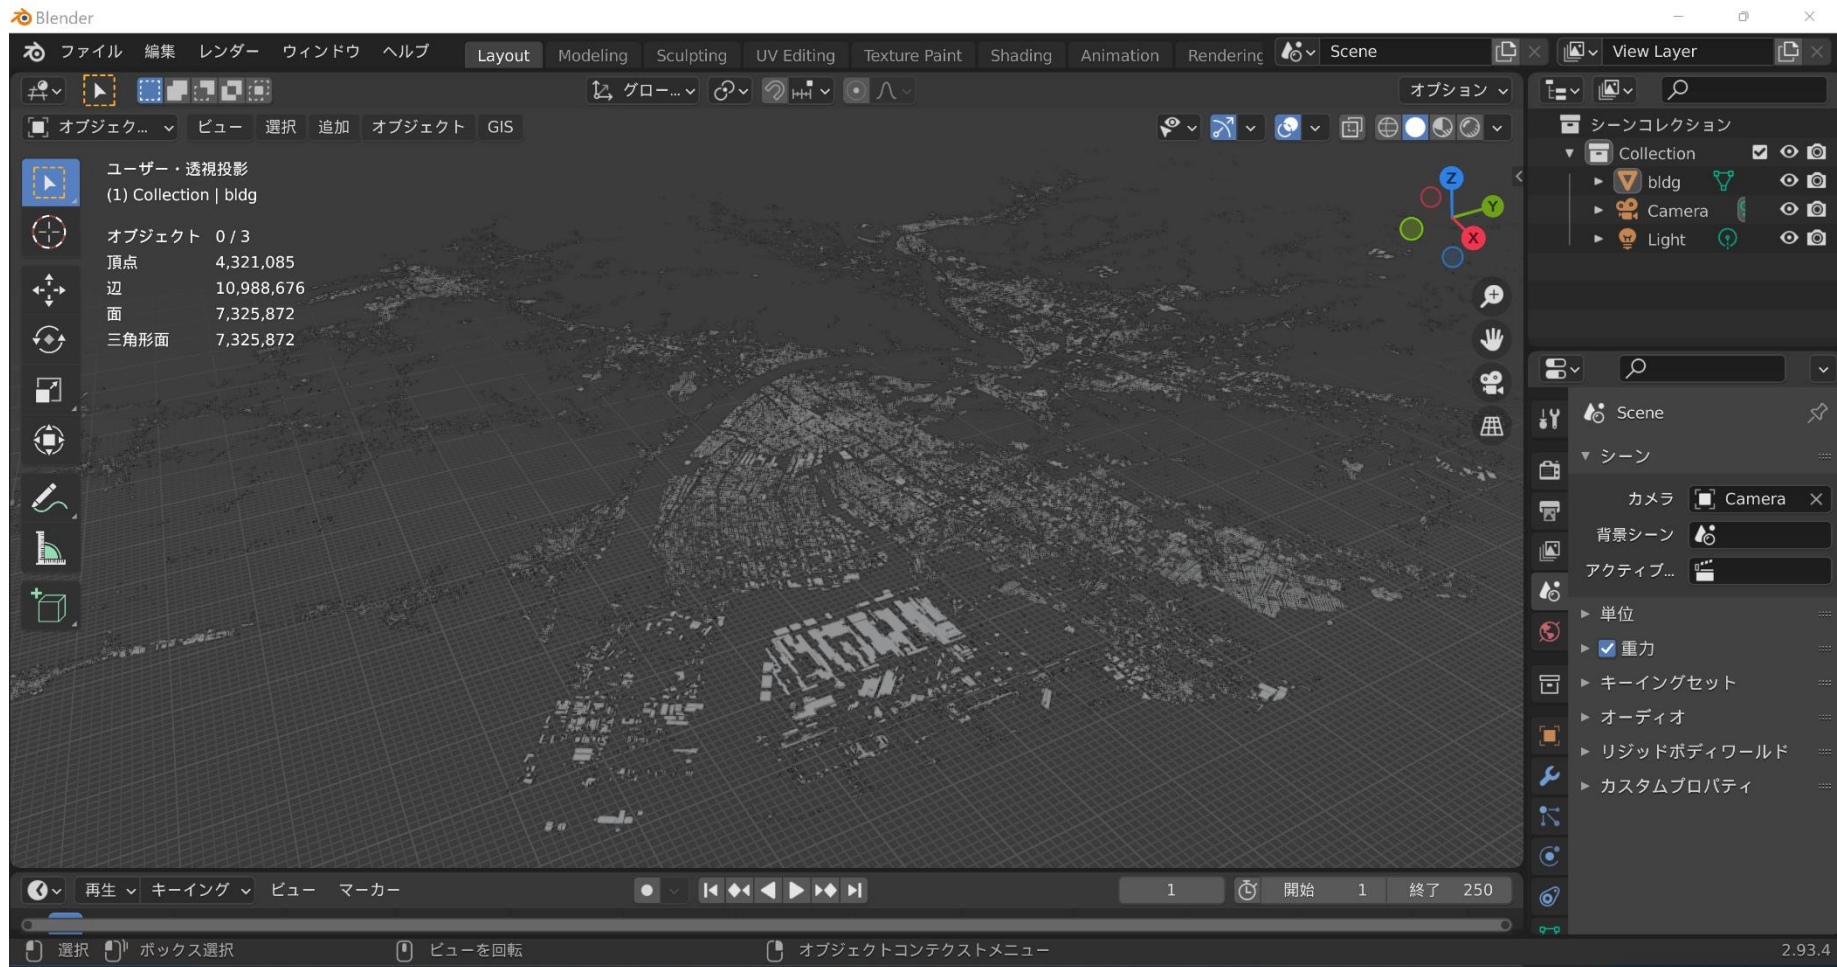 Blender
ファイル 編集 レンダー ウィンドウ ヘルプ Layout Modeling Sculpting UV Editing Texture Paint Shading Animation Rendering Scene View Layer
グロー... オプション
オブジェク... ビュー 選択 追加 オブジェクト GIS
ユーザー・透視投影
(1) Collection | bldg
オブジェクト 0 / 3
頂点 4,321,085
辺 10,988,676
面 7,325,872
三角形面 7,325,872
Z
Y
X
シーンコレクション
Collection
bldg
Camera
Light
Scene
シーン
カメラ Camera
背景シーン
アクティブ...
単位
重力
キーイングセット
オーディオ
リジッドボディワールド
カスタムプロパティ
再生 キーイング ビュー マーカー 1 開始 1 終了 250
選択 ボックス選択 ビューを回転 オブジェクトコンテクストメニュー 2.93.4